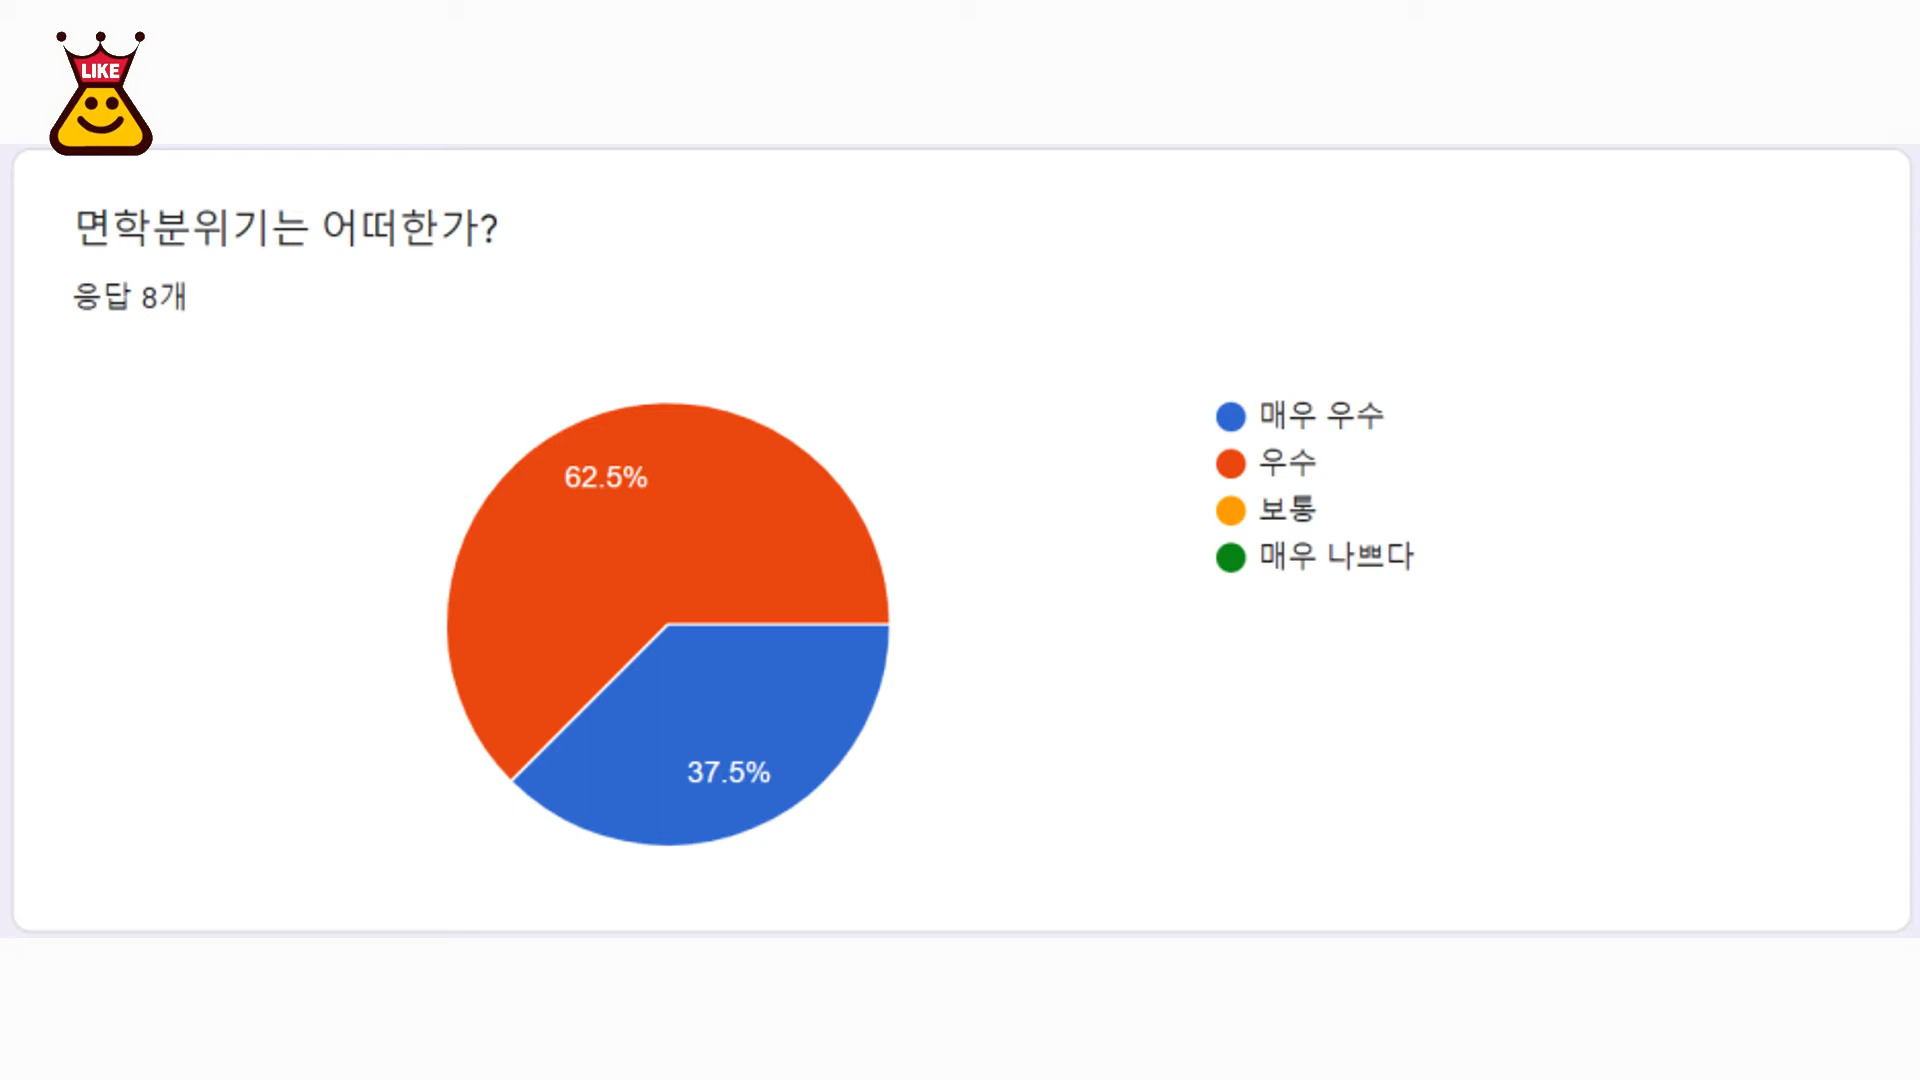 LIKE
면학분위기는 어떠한가?
응답 8개
62.5%
37.5%
매우 우수
우수
보통
매우 나쁘다